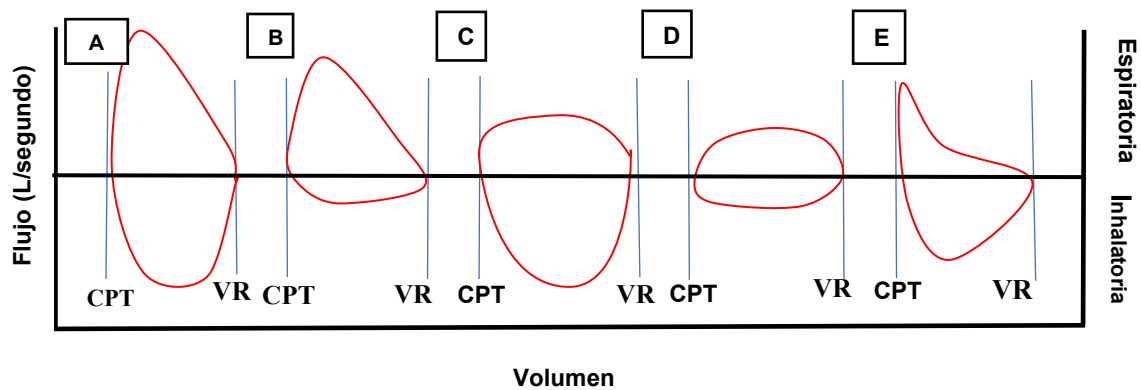 A B C D E
Flujo (L/segundo)
Espiratoria
Inhalatoria
CPT VR CPT VR CPT VR CPT VR CPT VR
Volumen